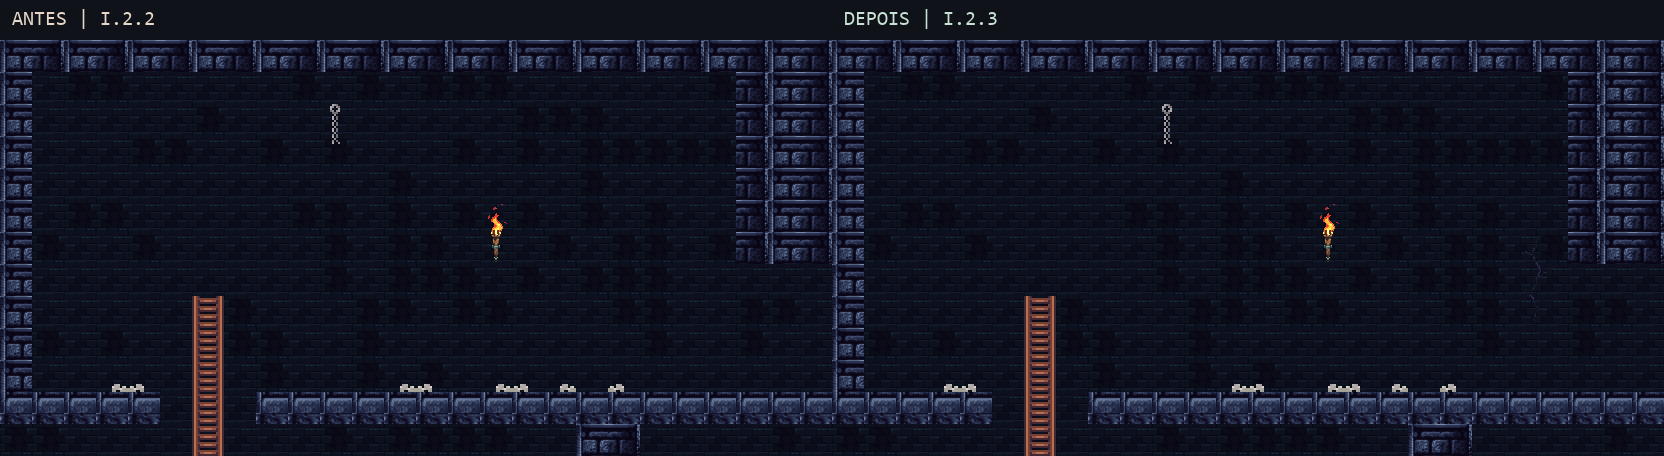 ANTES | I.2.2
DEPOIS | I.2.3